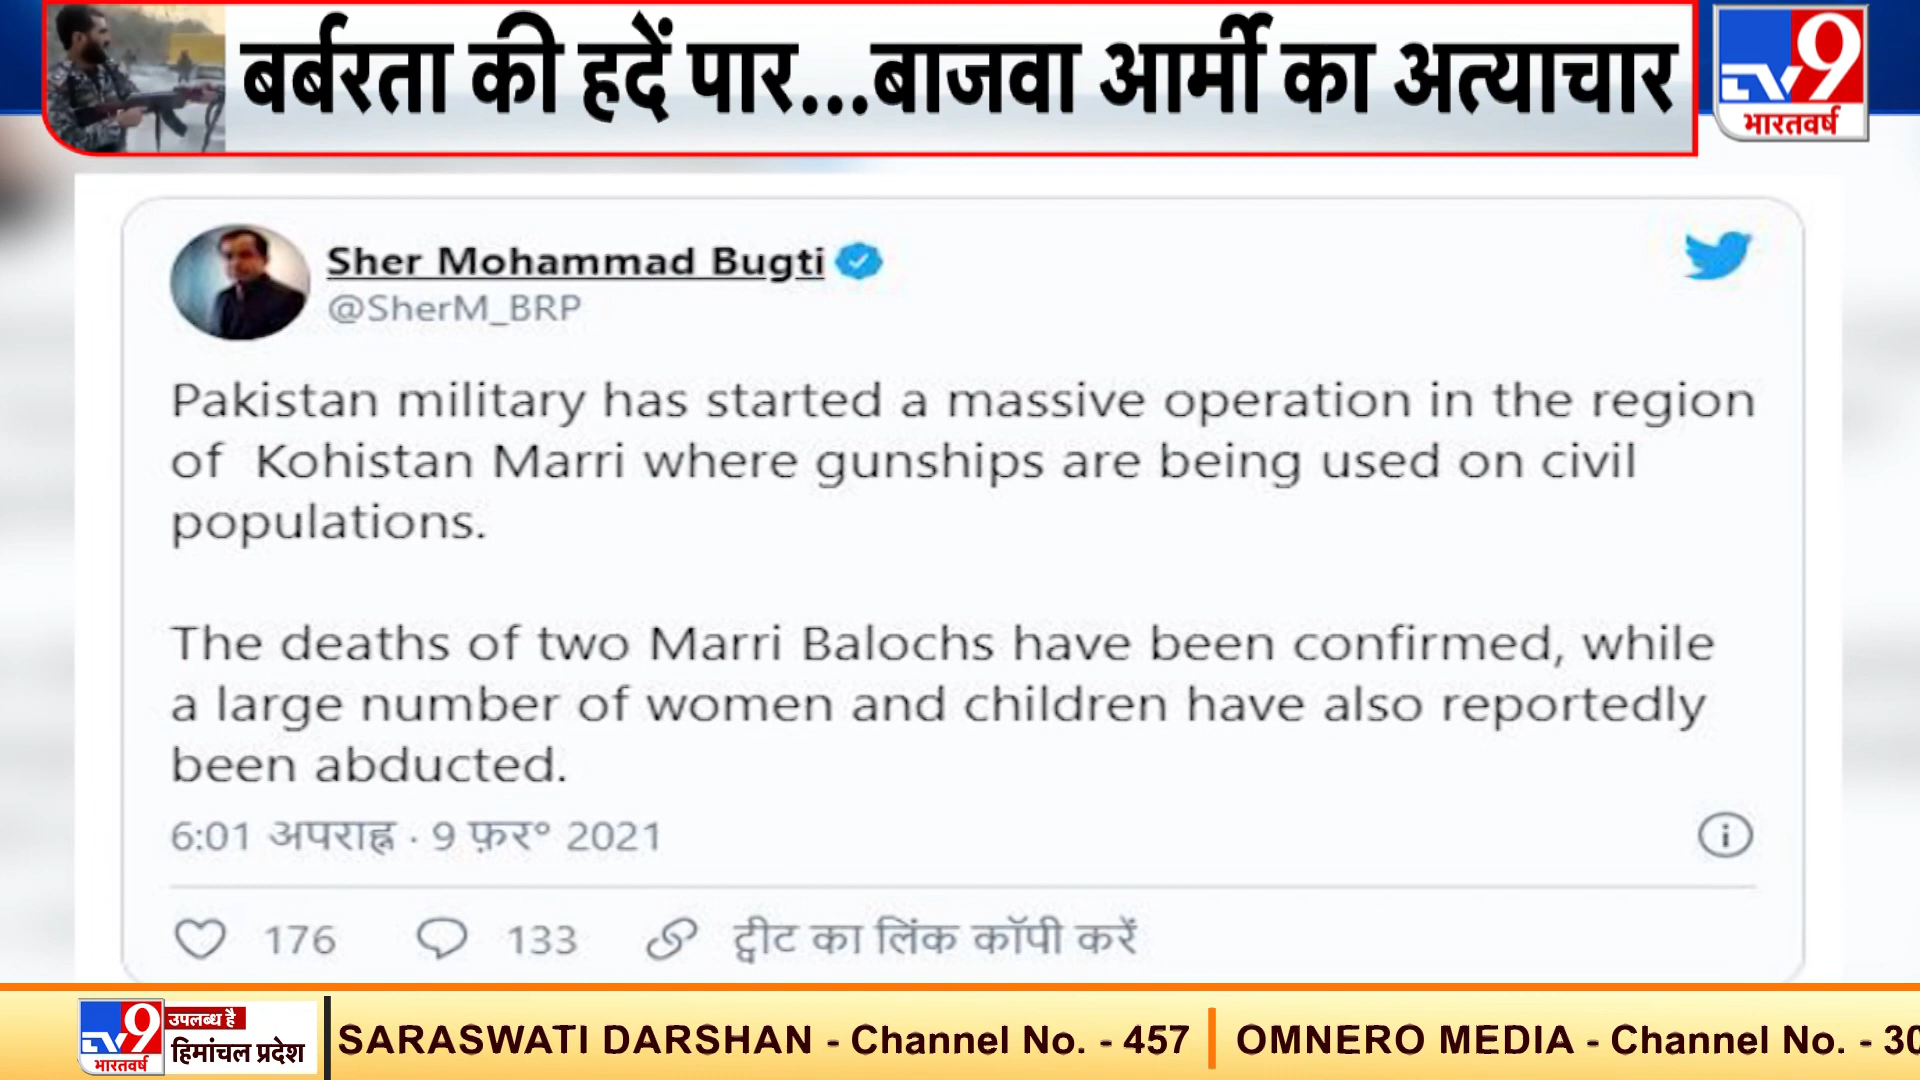 बर्बरता की हदें पार...बाजवा आर्मी का अत्याचार
TV9
भारतवर्ष
Sher Mohammad Bugti
@SherM_BRP
Pakistan military has started a massive operation in the region
of Kohistan Marri where gunships are being used on civil
populations.
The deaths of two Marri Balochs have been confirmed, while
a large number of women and children have also reportedly
been abducted.
6:01 अपराह्न · 9 फ़र° 2021
176 133 ट्वीट का लिंक कॉपी करें
TV9
भारतवर्ष
उपलब्ध है
हिमांचल प्रदेश
SARASWATI DARSHAN - Channel No. - 457
OMNERO MEDIA - Channel No. - 30